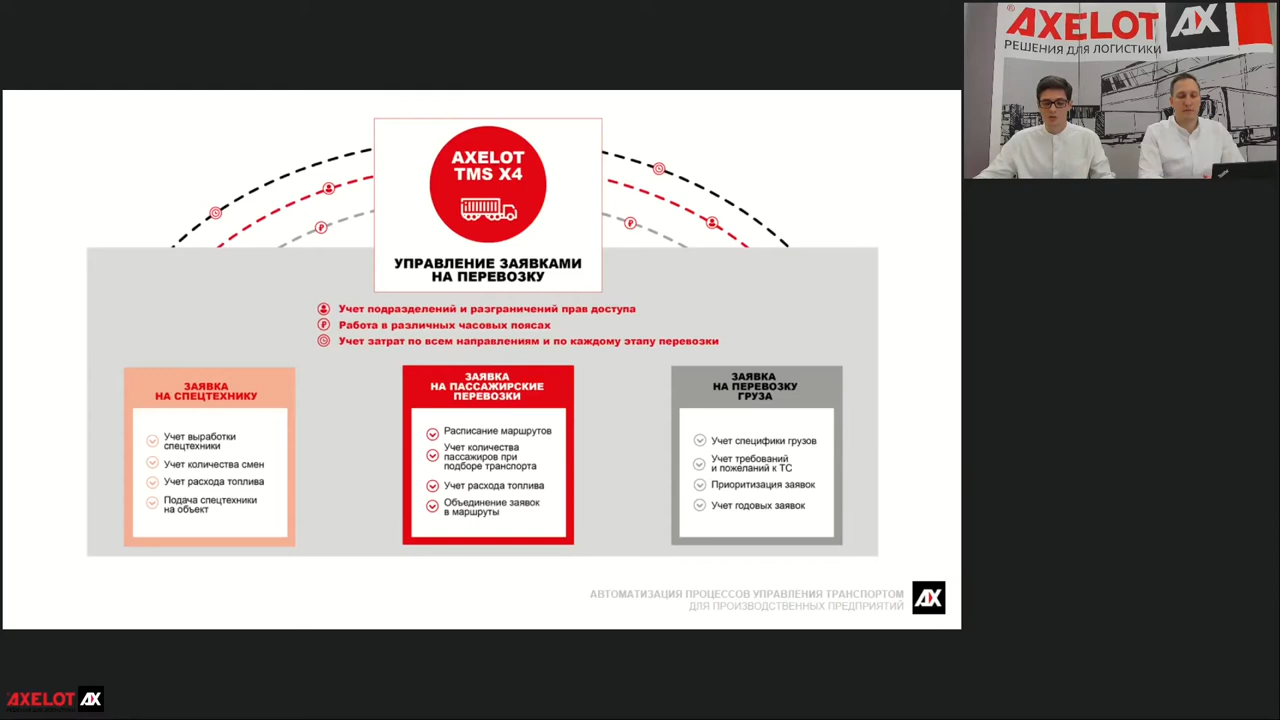 AXELOT
РЕШЕНИЯ ДЛЯ ЛОГИСТИКИ
AXELOT
TMS X4
УПРАВЛЕНИЕ ЗАЯВКАМИ
НА ПЕРЕВОЗКУ
Учет подразделений и разграничений прав доступа
Работа в различных часовых поясах
Учет затрат по всем направлениям и по каждому этапу перевозки
ЗАЯВКА
НА СПЕЦТЕХНИКУ
Учет выработки
спецтехники
Учет количества смен
Учет расхода топлива
Подача спецтехники
на объект
ЗАЯВКА
НА ПАССАЖИРСКИЕ
ПЕРЕВОЗКИ
Расписание маршрутов
Учет количества
пассажиров при
подборе транспорта
Учет расхода топлива
Объединение заявок
в маршруты
ЗАЯВКА
НА ПЕРЕВОЗКУ
ГРУЗА
Учет специфики грузов
Учет требований
и пожеланий к ТС
Приоритизация заявок
Учет годовых заявок
АВТОМАТИЗАЦИЯ ПРОЦЕССОВ УПРАВЛЕНИЯ ТРАНСПОРТОМ
ДЛЯ ПРОИЗВОДСТВЕННЫХ ПРЕДПРИЯТИЙ
AX
AXELOT AX